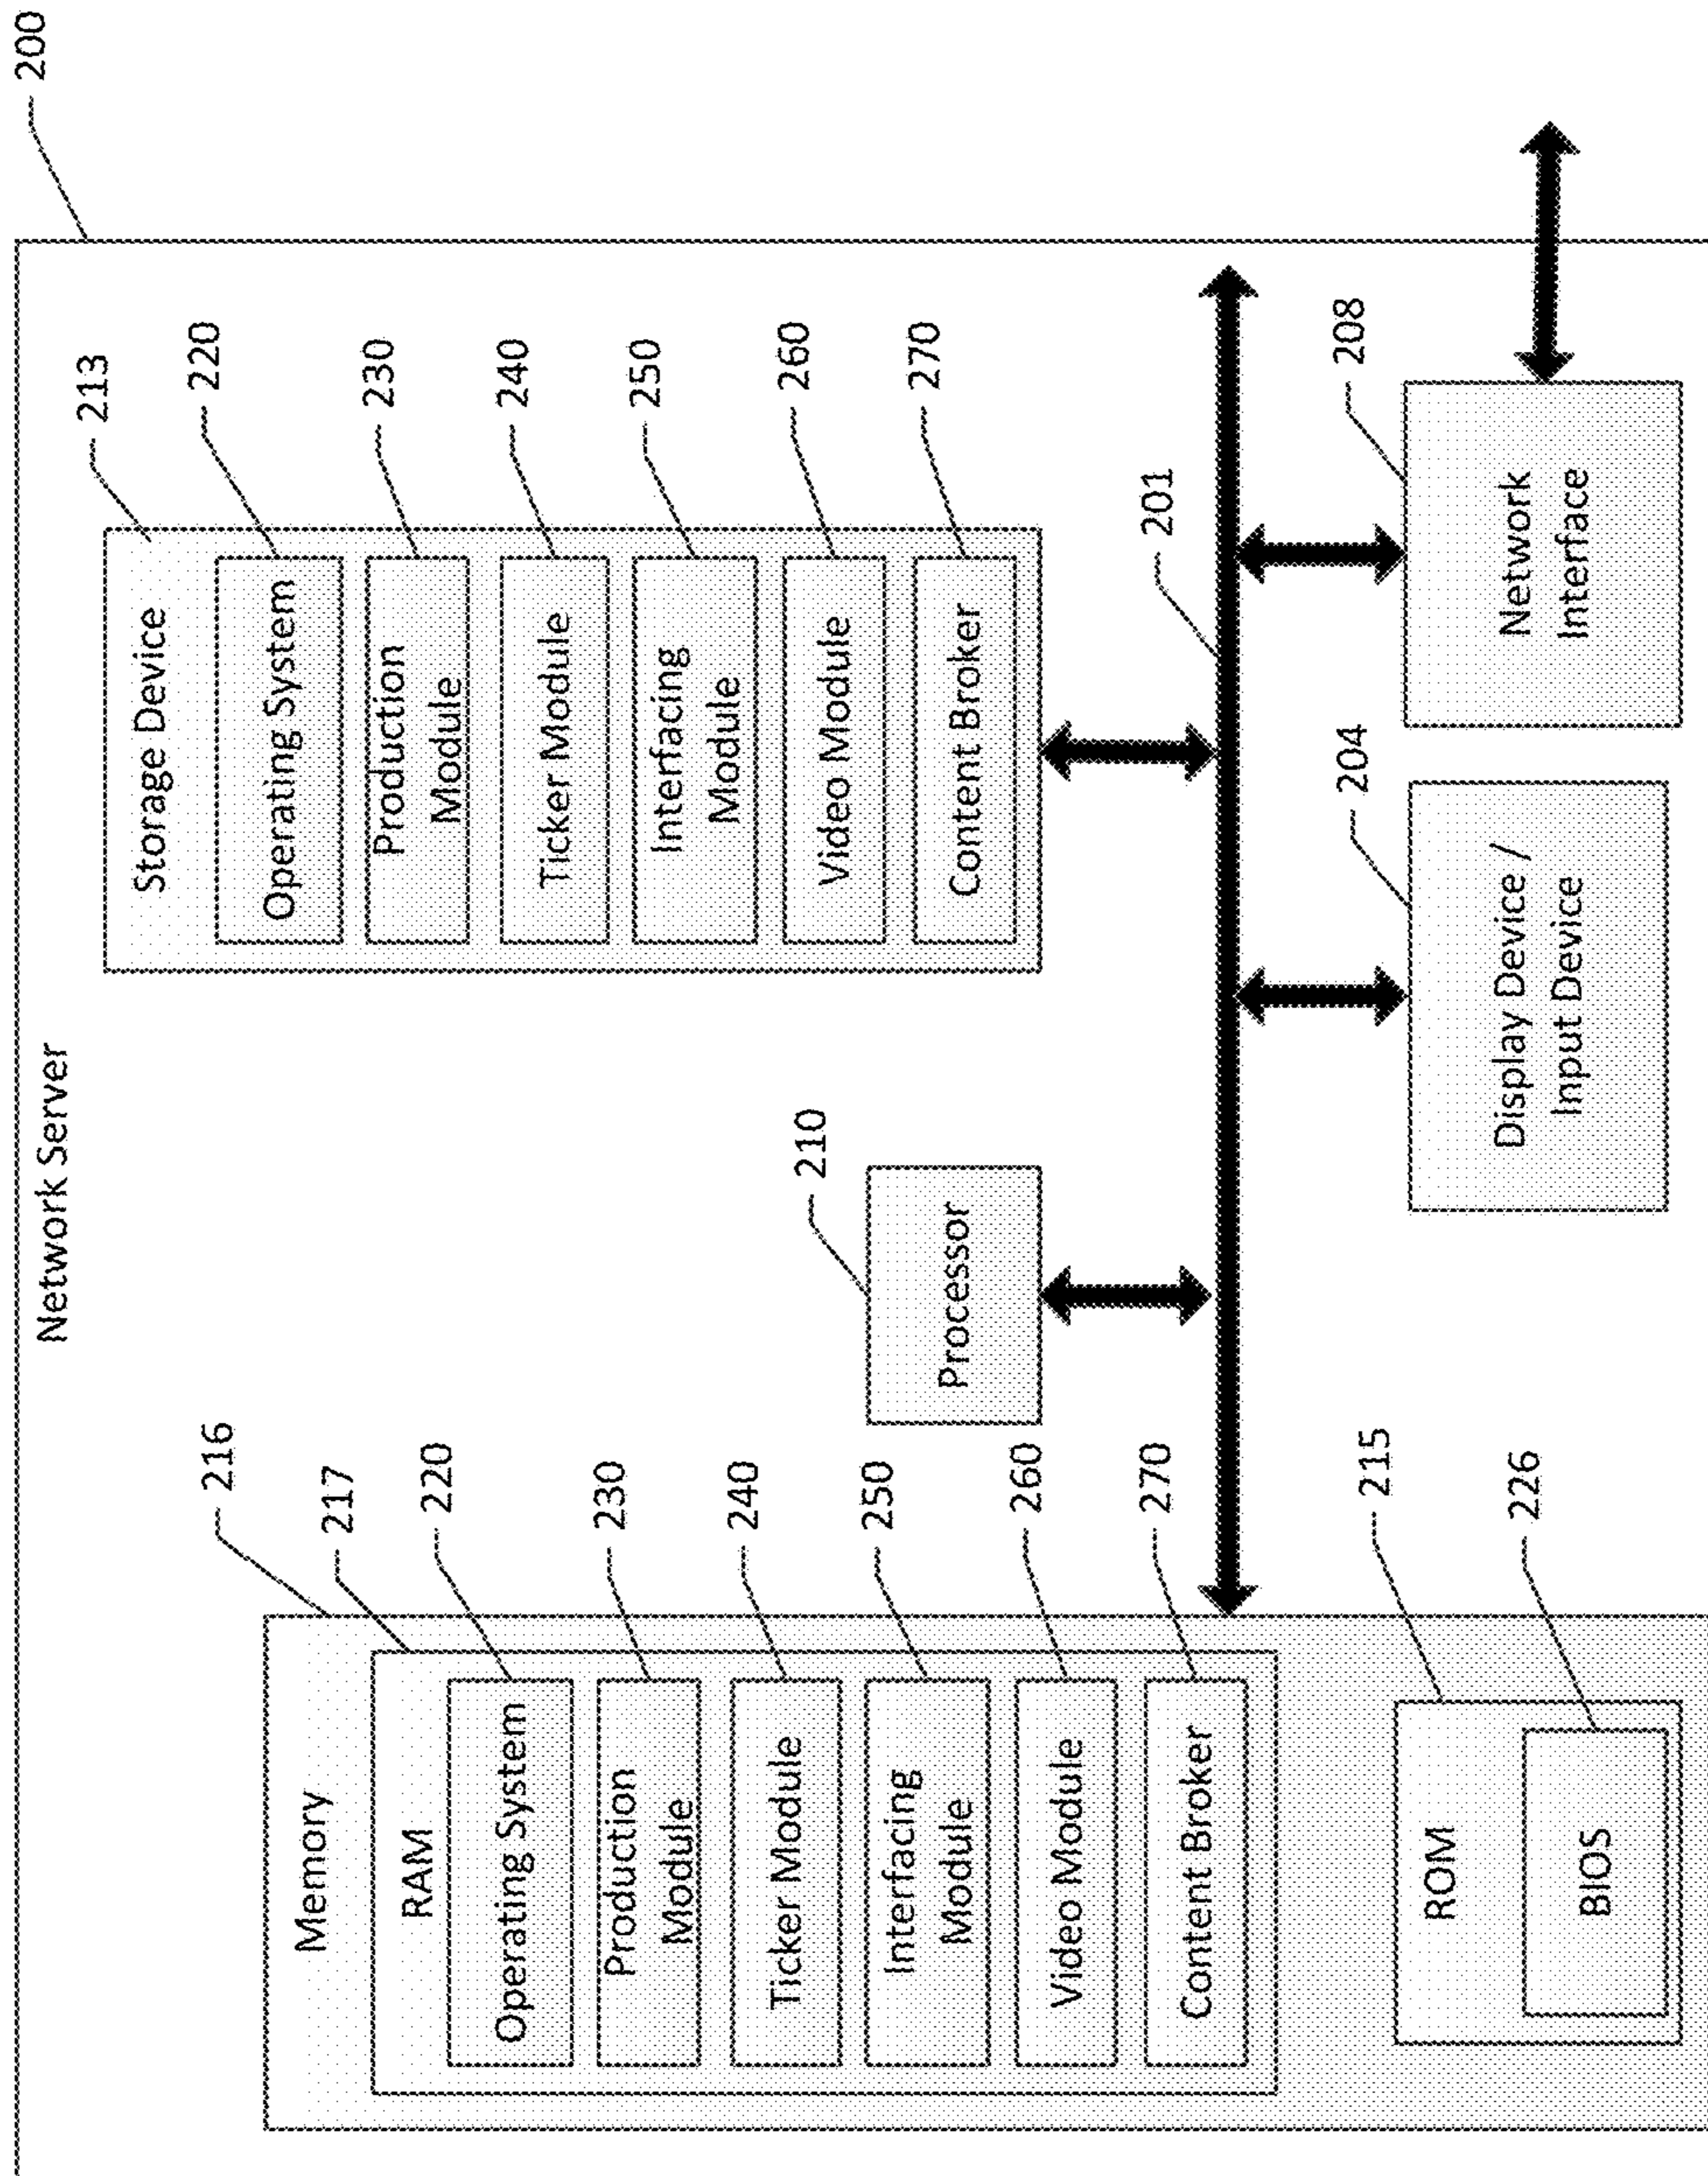 Network Server
200
Memory
216
RAM
217
Operating System
220
Production
Module
230
Ticker Module
240
Interfacing
Module
250
Video Module
260
Content Broker
270
ROM
215
BIOS
226
Processor
210
Storage Device
213
Operating System
220
Production
Module
230
Ticker Module
240
Interfacing
Module
250
Video Module
260
Content Broker
270
201
Display Device /
Input Device
204
Network
Interface
208